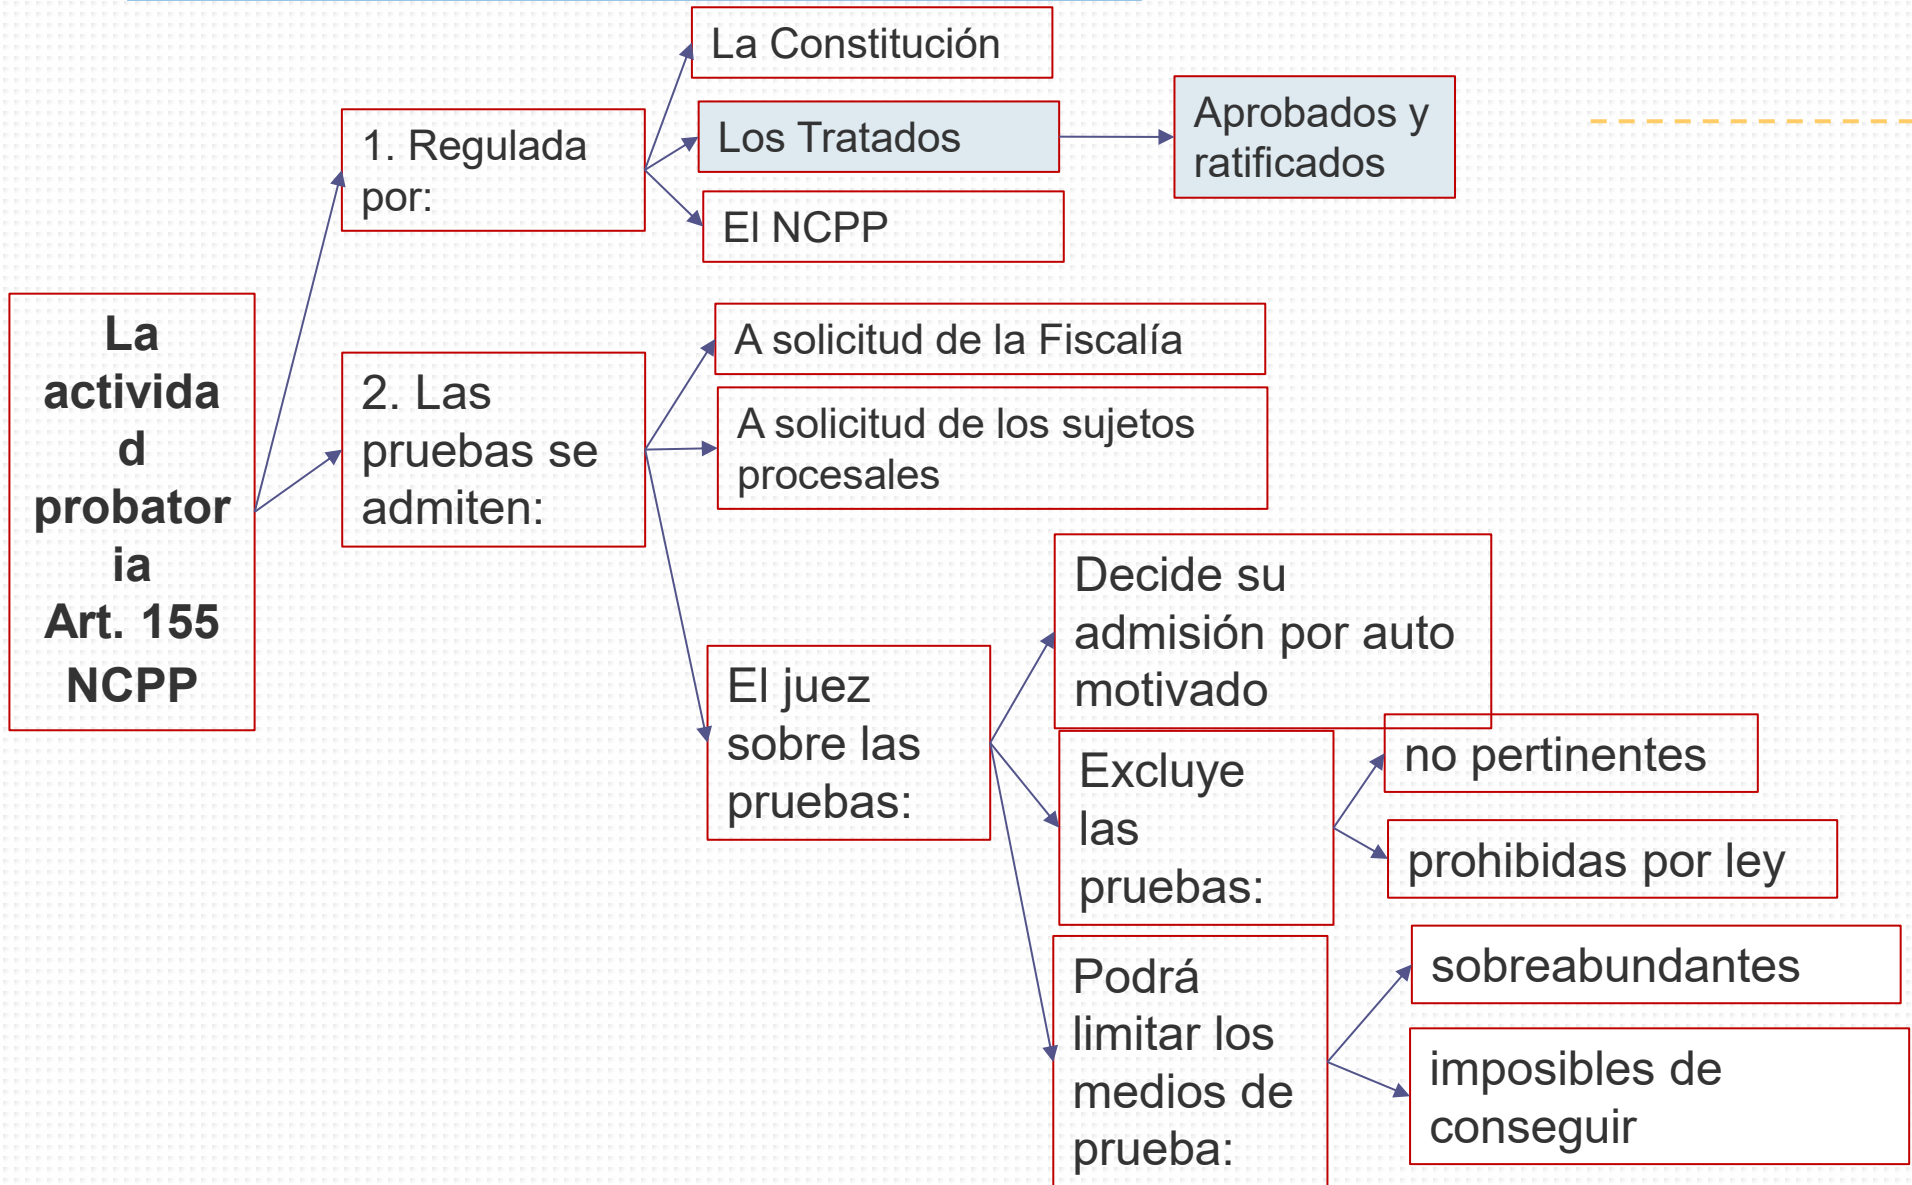 La
activida
d
probator
ia
Art. 155
NCPP
1. Regulada
por:
La Constitución
Los Tratados
Aprobados y
ratificados
El NCPP
2. Las
pruebas se
admiten:
A solicitud de la Fiscalía
A solicitud de los sujetos
procesales
El juez
sobre las
pruebas:
Decide su
admisión por auto
motivado
Excluye
las
pruebas:
no pertinentes
prohibidas por ley
Podrá
limitar los
medios de
prueba:
sobreabundantes
imposibles de
conseguir